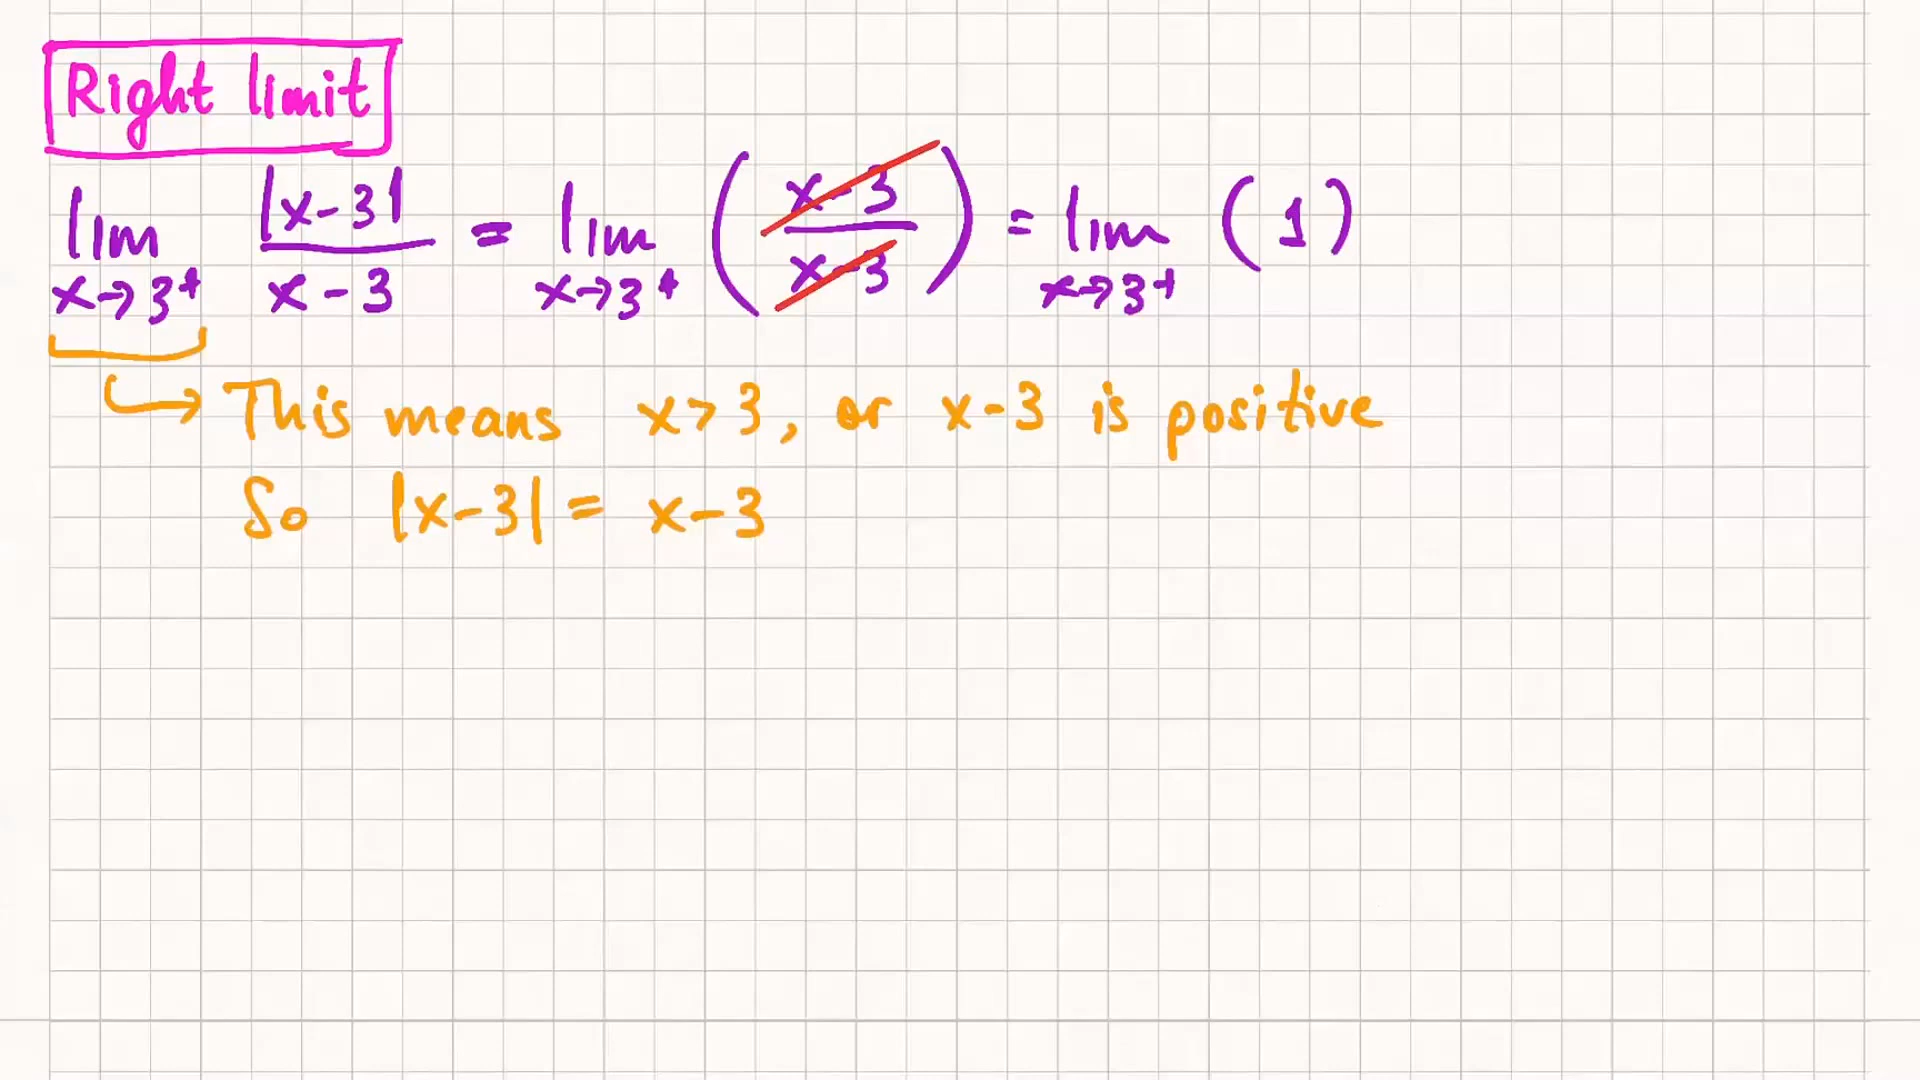 Right limit
lim x→3⁺ |x-3| / x-3 = lim x→3⁺ ( x-3 / x-3 ) = lim x→3⁺ ( 1 )
↳ This means x>3, or x-3 is positive
So |x-3| = x-3